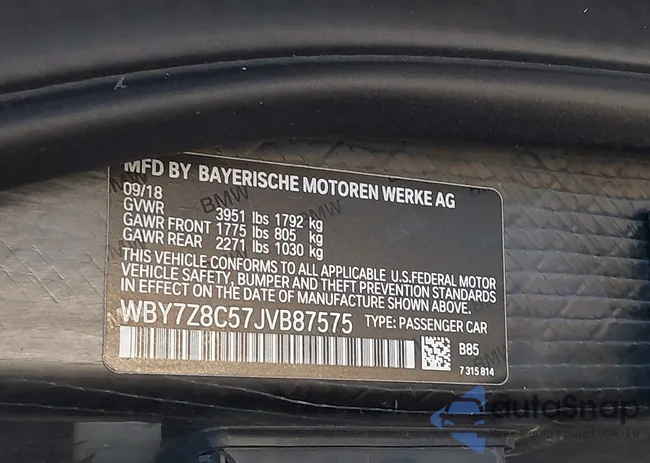 MFD BY BAYERISCHE MOTOREN WERKE AG
09/18
GVWR 3951 lbs 1792 kg
GAWR FRONT 1775 lbs 805 kg
GAWR REAR 2271 lbs 1030 kg
THIS VEHICLE CONFORMS TO ALL APPLICABLE U.S.FEDERAL MOTOR
VEHICLE SAFETY, BUMPER AND THEFT PREVENTION STANDARDS
IN EFFECT ON THE DATE OF MANUFACTURE SHOWN ABOVE.
WBY7Z8C57JVB87575 TYPE: PASSENGER CAR
B85
7 315 814
BMW
BMW
autoSnap